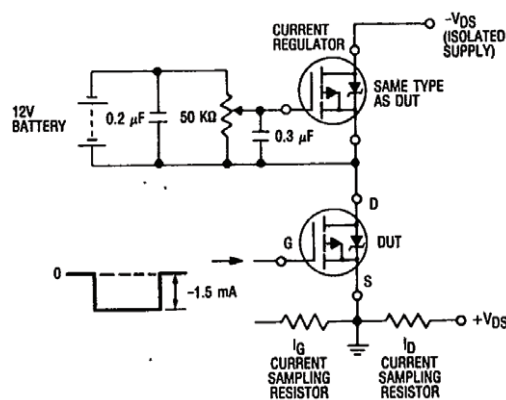 CURRENT
REGULATOR
–VDS
(ISOLATED
SUPPLY)
SAME TYPE
AS DUT
12V
BATTERY
0.2 µF
50 KΩ
0.3 µF
D
G
DUT
S
0
–1.5 mA
+VDS
IG
CURRENT
SAMPLING
RESISTOR
ID
CURRENT
SAMPLING
RESISTOR